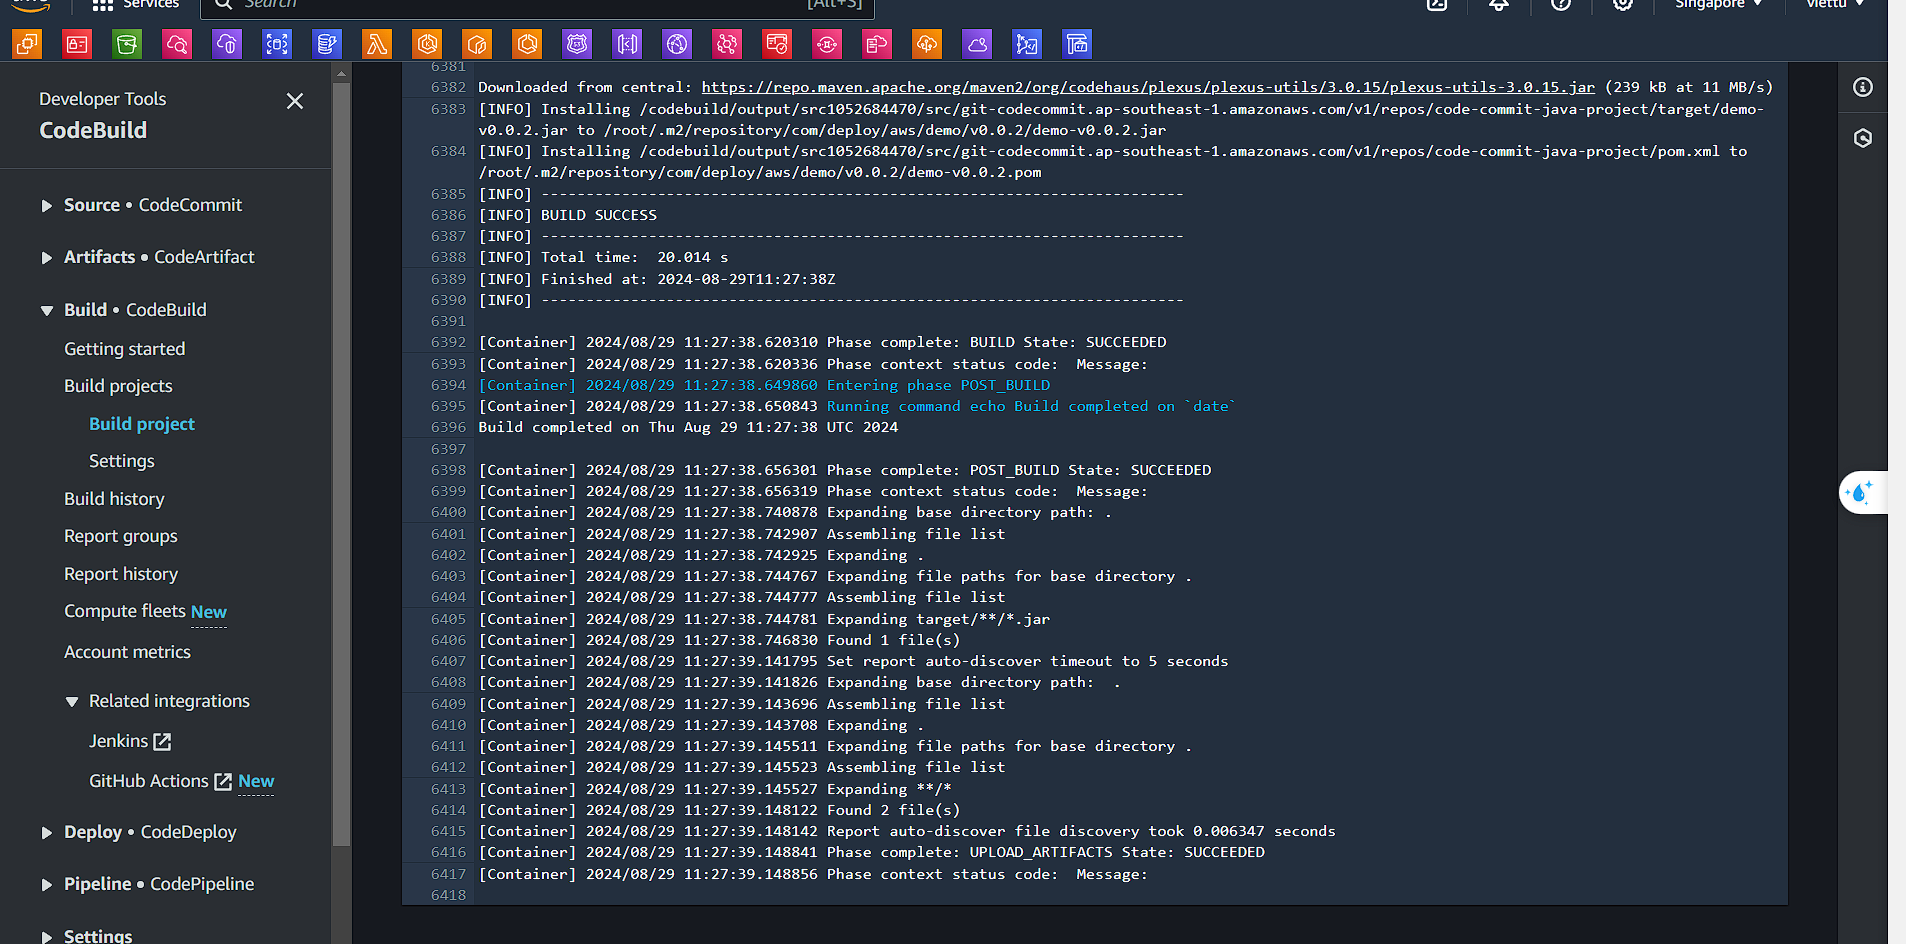 Services
Search
[Alt+S]
Singapore
viettu
Developer Tools
CodeBuild
Source • CodeCommit
Artifacts • CodeArtifact
Build • CodeBuild
Getting started
Build projects
Build project
Settings
Build history
Report groups
Report history
Compute fleets New
Account metrics
Related integrations
Jenkins
GitHub Actions New
Deploy • CodeDeploy
Pipeline • CodePipeline
Settings
6381
6382 Downloaded from central: https://repo.maven.apache.org/maven2/org/codehaus/plexus/plexus-utils/3.0.15/plexus-utils-3.0.15.jar (239 kB at 11 MB/s)
6383 [INFO] Installing /codebuild/output/src1052684470/src/git-codecommit.ap-southeast-1.amazonaws.com/v1/repos/code-commit-java-project/target/demo-
v0.0.2.jar to /root/.m2/repository/com/deploy/aws/demo/v0.0.2/demo-v0.0.2.jar
6384 [INFO] Installing /codebuild/output/src1052684470/src/git-codecommit.ap-southeast-1.amazonaws.com/v1/repos/code-commit-java-project/pom.xml to
/root/.m2/repository/com/deploy/aws/demo/v0.0.2/demo-v0.0.2.pom
6385 [INFO] ------------------------------------------------------------------------
6386 [INFO] BUILD SUCCESS
6387 [INFO] ------------------------------------------------------------------------
6388 [INFO] Total time:  20.014 s
6389 [INFO] Finished at: 2024-08-29T11:27:38Z
6390 [INFO] ------------------------------------------------------------------------
6391
6392 [Container] 2024/08/29 11:27:38.620310 Phase complete: BUILD State: SUCCEEDED
6393 [Container] 2024/08/29 11:27:38.620336 Phase context status code:  Message:
6394 [Container] 2024/08/29 11:27:38.649860 Entering phase POST_BUILD
6395 [Container] 2024/08/29 11:27:38.650843 Running command echo Build completed on `date`
6396 Build completed on Thu Aug 29 11:27:38 UTC 2024
6397
6398 [Container] 2024/08/29 11:27:38.656301 Phase complete: POST_BUILD State: SUCCEEDED
6399 [Container] 2024/08/29 11:27:38.656319 Phase context status code:  Message:
6400 [Container] 2024/08/29 11:27:38.740878 Expanding base directory path: .
6401 [Container] 2024/08/29 11:27:38.742907 Assembling file list
6402 [Container] 2024/08/29 11:27:38.742925 Expanding .
6403 [Container] 2024/08/29 11:27:38.744767 Expanding file paths for base directory .
6404 [Container] 2024/08/29 11:27:38.744777 Assembling file list
6405 [Container] 2024/08/29 11:27:38.744781 Expanding target/**/*.jar
6406 [Container] 2024/08/29 11:27:38.746830 Found 1 file(s)
6407 [Container] 2024/08/29 11:27:39.141795 Set report auto-discover timeout to 5 seconds
6408 [Container] 2024/08/29 11:27:39.141826 Expanding base directory path:  .
6409 [Container] 2024/08/29 11:27:39.143696 Assembling file list
6410 [Container] 2024/08/29 11:27:39.143708 Expanding .
6411 [Container] 2024/08/29 11:27:39.145511 Expanding file paths for base directory .
6412 [Container] 2024/08/29 11:27:39.145523 Assembling file list
6413 [Container] 2024/08/29 11:27:39.145527 Expanding **/*
6414 [Container] 2024/08/29 11:27:39.148122 Found 2 file(s)
6415 [Container] 2024/08/29 11:27:39.148142 Report auto-discover file discovery took 0.006347 seconds
6416 [Container] 2024/08/29 11:27:39.148841 Phase complete: UPLOAD_ARTIFACTS State: SUCCEEDED
6417 [Container] 2024/08/29 11:27:39.148856 Phase context status code:  Message:
6418